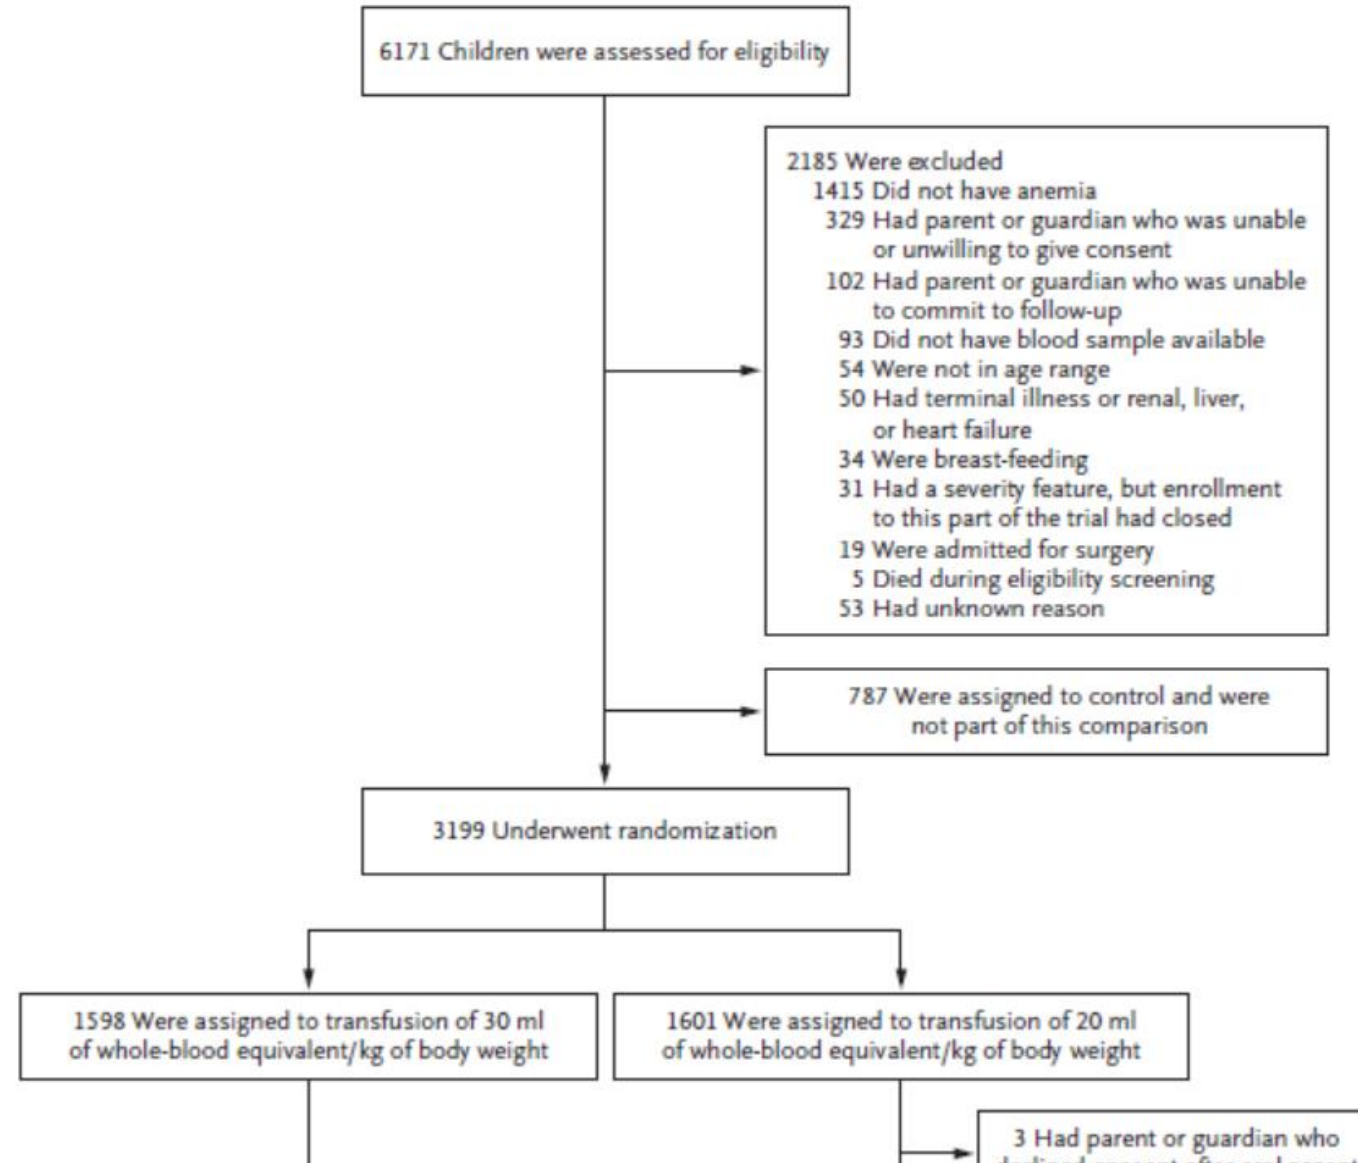 6171 Children were assessed for eligibility
2185 Were excluded
1415 Did not have anemia
329 Had parent or guardian who was unable
or unwilling to give consent
102 Had parent or guardian who was unable
to commit to follow-up
93 Did not have blood sample available
54 Were not in age range
50 Had terminal illness or renal, liver,
or heart failure
34 Were breast-feeding
31 Had a severity feature, but enrollment
to this part of the trial had closed
19 Were admitted for surgery
5 Died during eligibility screening
53 Had unknown reason
787 Were assigned to control and were
not part of this comparison
3199 Underwent randomization
1598 Were assigned to transfusion of 30 ml
of whole-blood equivalent/kg of body weight
1601 Were assigned to transfusion of 20 ml
of whole-blood equivalent/kg of body weight
3 Had parent or guardian who